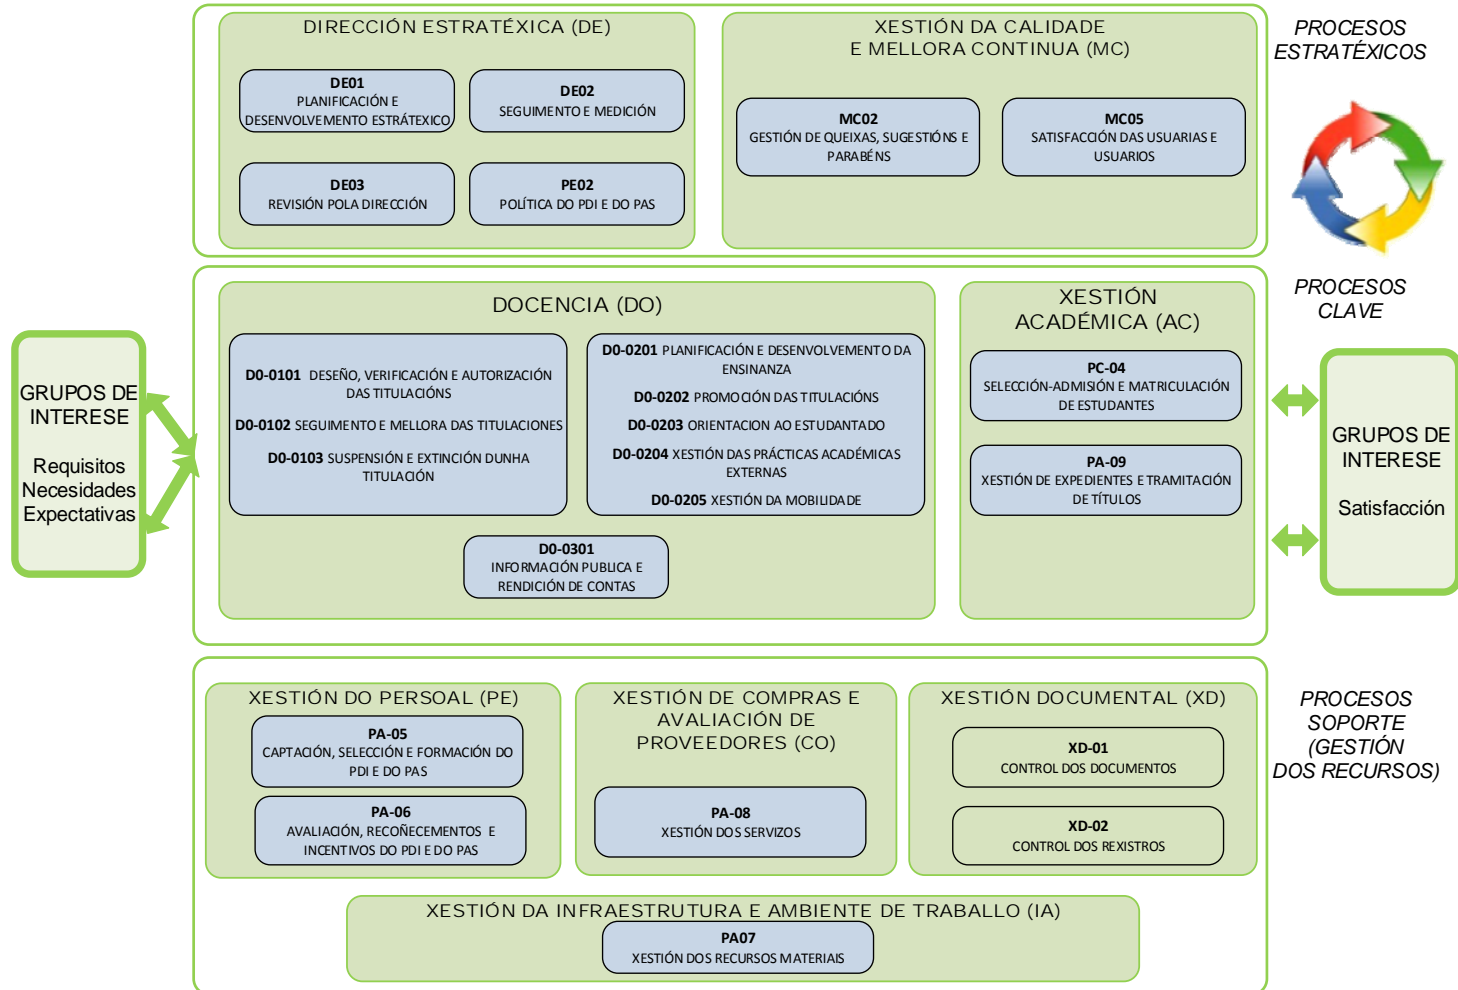 DIRECCIÓN ESTRATÉXICA (DE)
DE01
PLANIFICACIÓN E
DESENVOLVEMENTO ESTRÁTEXICO
DE02
SEGUIMENTO E MEDICIÓN
DE03
REVISIÓN POLA DIRECCIÓN
PE02
POLÍTICA DO PDI E DO PAS
XESTIÓN DA CALIDADE
E MELLORA CONTINUA (MC)
MC02
GESTIÓN DE QUEIXAS, SUGESTIÓNS E
PARABÉNS
MC05
SATISFACCIÓN DAS USUARIAS E
USUARIOS
PROCESOS
ESTRATÉXICOS
GRUPOS DE
INTERESE
Requisitos
Necesidades
Expectativas
DOCENCIA (DO)
D0-0101 DESEÑO, VERIFICACIÓN E AUTORIZACIÓN
DAS TITULACIÓNS
D0-0102 SEGUIMENTO E MELLORA DAS TITULACIONES
D0-0103 SUSPENSIÓN E EXTINCIÓN DUNHA
TITULACIÓN
D0-0201 PLANIFICACIÓN E DESENVOLVEMENTO DA
ENSINANZA
D0-0202 PROMOCIÓN DAS TITULACIÓNS
D0-0203 ORIENTACION AO ESTUDANTADO
D0-0204 XESTIÓN DAS PRÁCTICAS ACADÉMICAS
EXTERNAS
D0-0205 XESTIÓN DA MOBILIDADE
D0-0301
INFORMACIÓN PUBLICA E
RENDICIÓN DE CONTAS
XESTIÓN
ACADÉMICA (AC)
PC-04
SELECCIÓN-ADMISIÓN E MATRICULACIÓN
DE ESTUDANTES
PA-09
XESTIÓN DE EXPEDIENTES E TRAMITACIÓN
DE TÍTULOS
PROCESOS
CLAVE
GRUPOS DE
INTERESE
Satisfacción
XESTIÓN DO PERSOAL (PE)
PA-05
CAPTACIÓN, SELECCIÓN E FORMACIÓN DO
PDI E DO PAS
PA-06
AVALIACIÓN, RECOÑECEMENTOS E
INCENTIVOS DO PDI E DO PAS
XESTIÓN DE COMPRAS E
AVALIACIÓN DE
PROVEEDORES (CO)
PA-08
XESTIÓN DOS SERVIZOS
XESTIÓN DOCUMENTAL (XD)
XD-01
CONTROL DOS DOCUMENTOS
XD-02
CONTROL DOS REXISTROS
PROCESOS
SOPORTE
(GESTIÓN
DOS RECURSOS)
XESTIÓN DA INFRAESTRUTURA E AMBIENTE DE TRABALLO (IA)
PA07
XESTIÓN DOS RECURSOS MATERIAIS